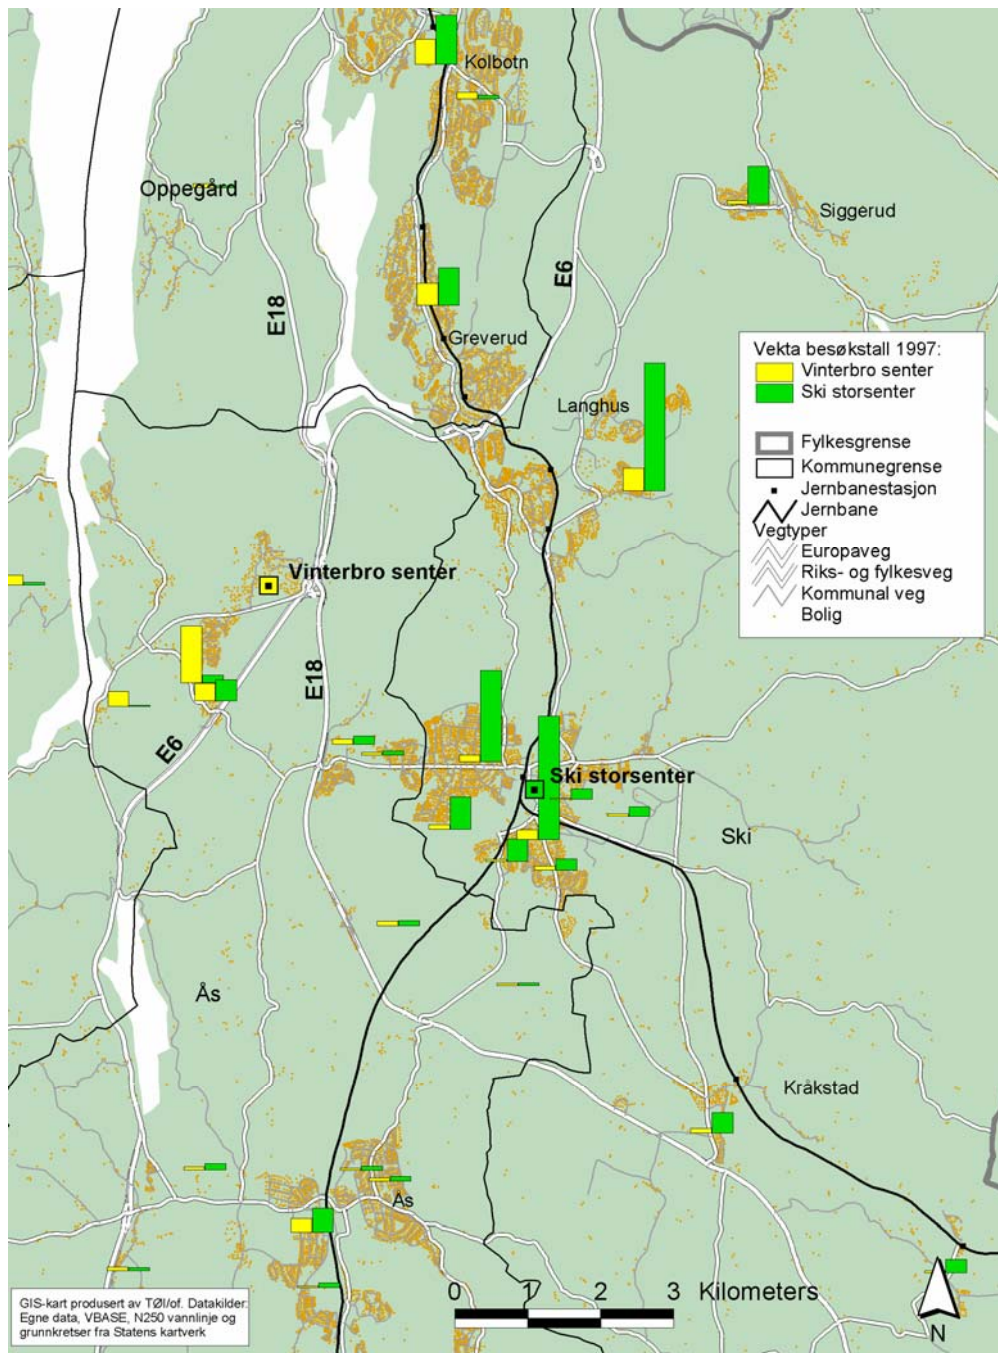 Kolbotn
Oppegård
Siggerud
E6
E18
Greverud
Vekta besøkstall 1997:
Vinterbro senter
Ski storsenter
Langhus
Fylkesgrense
Kommunegrense
Jernbanestasjon
Jernbane
Vegtyper
Europaveg
Riks- og fylkesveg
Kommunal veg
Bolig
Vinterbro senter
E18
E6
Ski storsenter
Ski
Ås
Kråkstad
Ås
GIS-kart produsert av TØI/of. Datakilder:
Egne data, VBASE, N250 vannlinje og
grunnkretser fra Statens kartverk
0 1 2 3 Kilometers
N